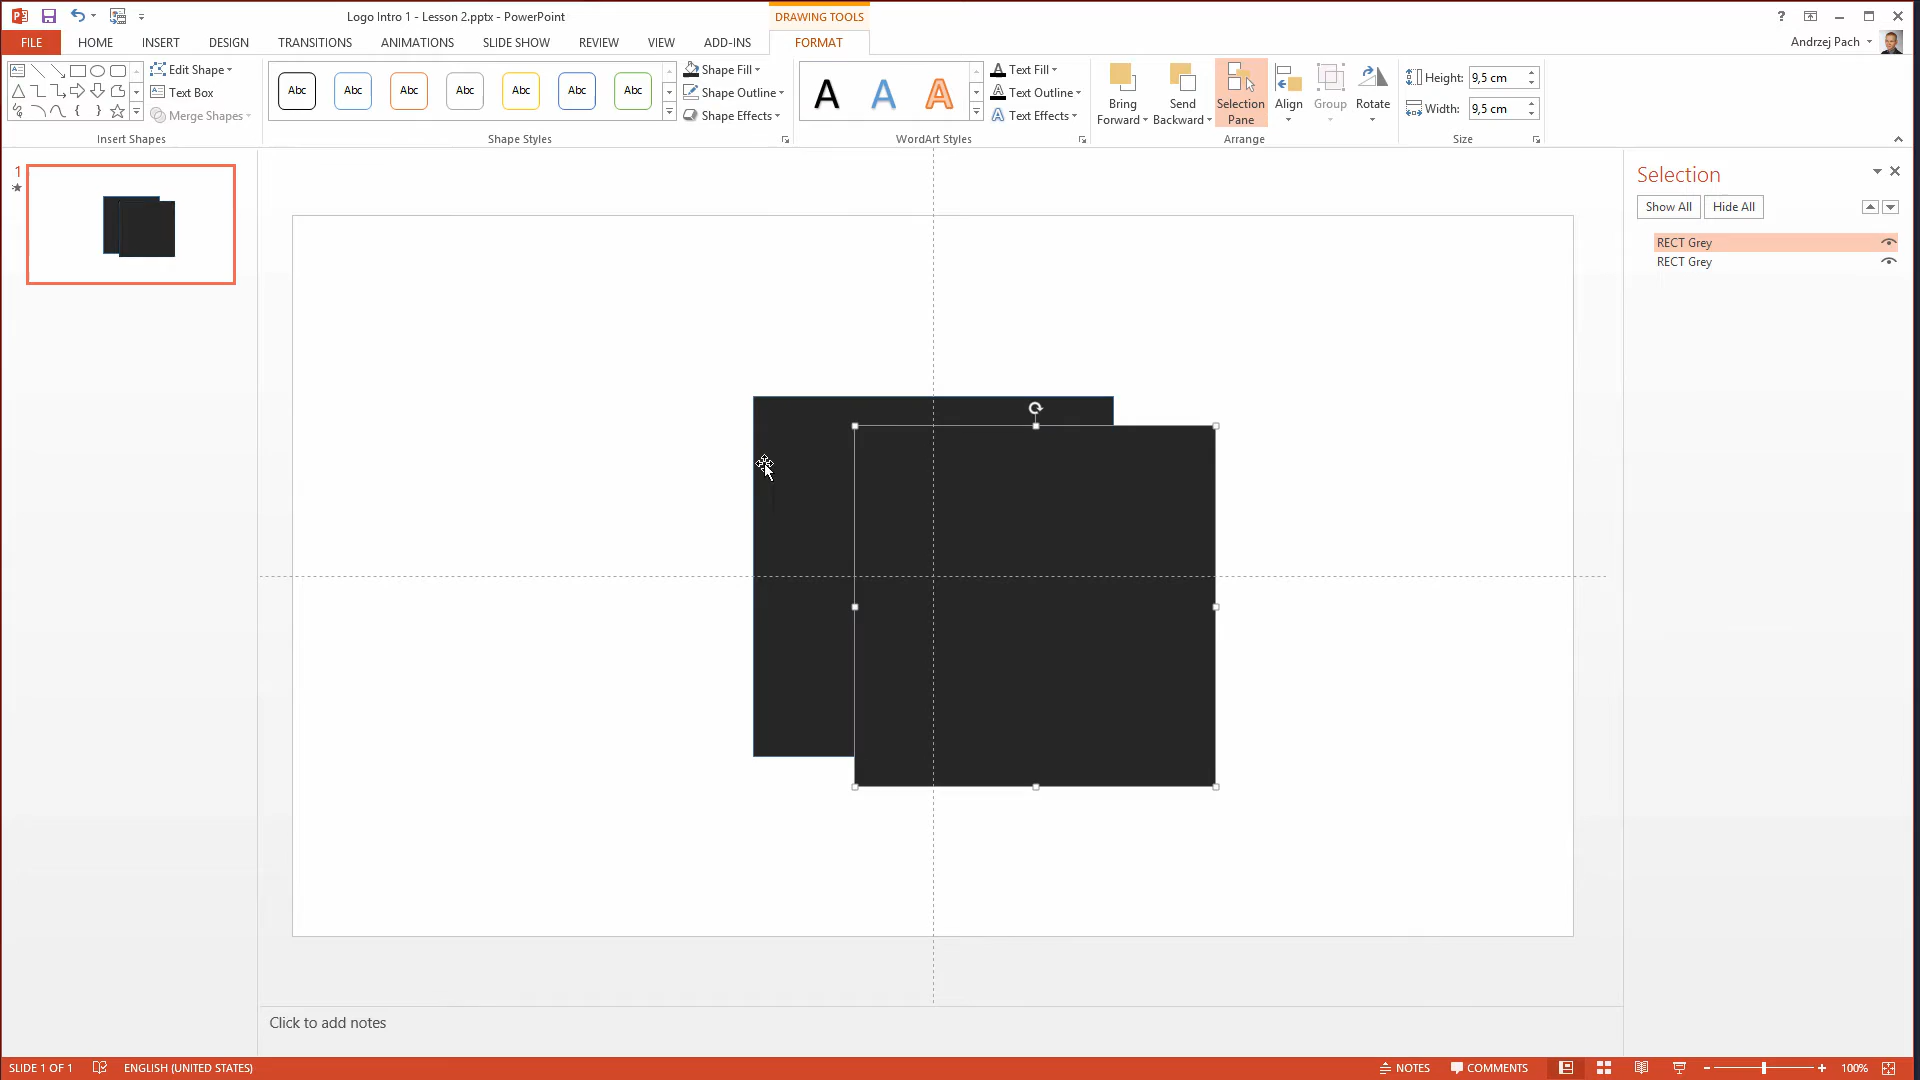 Logo Intro 1 - Lesson 2.pptx - PowerPoint
DRAWING TOOLS
?
FILE HOME INSERT DESIGN TRANSITIONS ANIMATIONS SLIDE SHOW REVIEW VIEW ADD-INS FORMAT
Andrzej Pach
Edit Shape
Text Box
Merge Shapes
Insert Shapes
Abc Abc Abc Abc Abc Abc Abc
Shape Fill
Shape Outline
Shape Effects
Shape Styles
A A A
Text Fill
Text Outline
Text Effects
WordArt Styles
Bring Forward
Send Backward
Selection Pane
Align
Group
Rotate
Arrange
Height: 9,5 cm
Width: 9,5 cm
Size
1
Selection
Show All Hide All
RECT Grey
RECT Grey
Click to add notes
SLIDE 1 OF 1 ENGLISH (UNITED STATES) NOTES COMMENTS 100%